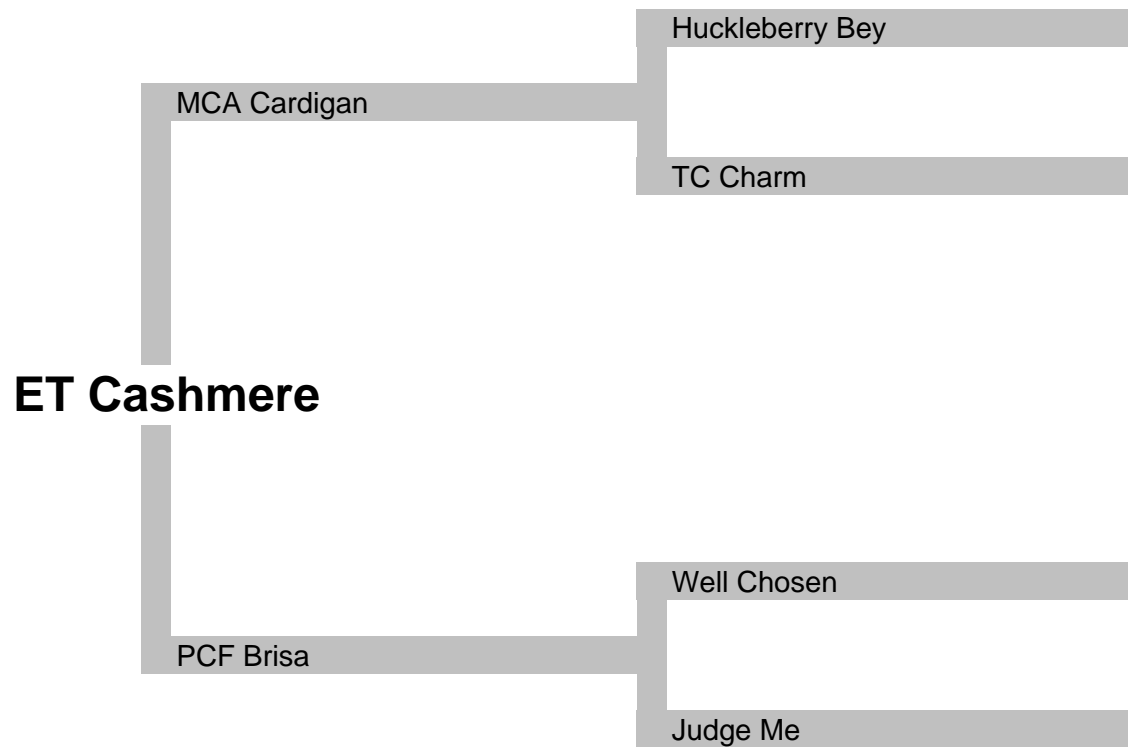 Huckleberry Bey
MCA Cardigan
TC Charm
ET Cashmere
Well Chosen
PCF Brisa
Judge Me